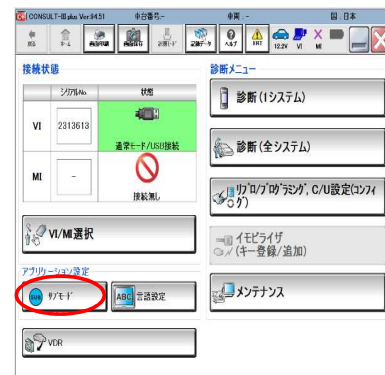 CONSULT-III plus Ver.94.51 車台番号:- 車両 : - 国 : 日本
戻る ホーム 画面印刷 画面保存 計測モード 記録データ ヘルプ ERT 12.2V VI MI
接続状態
シリアルNo. 状態
VI 2313613
通常モード/USB接続
MI -
接続無し
VI/MI選択
アプリケーション設定
SUB サブモード ABC 言語設定
VDR
診断メニュー
診断 (1システム)
診断 (全システム)
リプロ/プログラミング, C/U設定(コンフィグ)
イモビライザ
(キー登録/追加)
メンテナンス